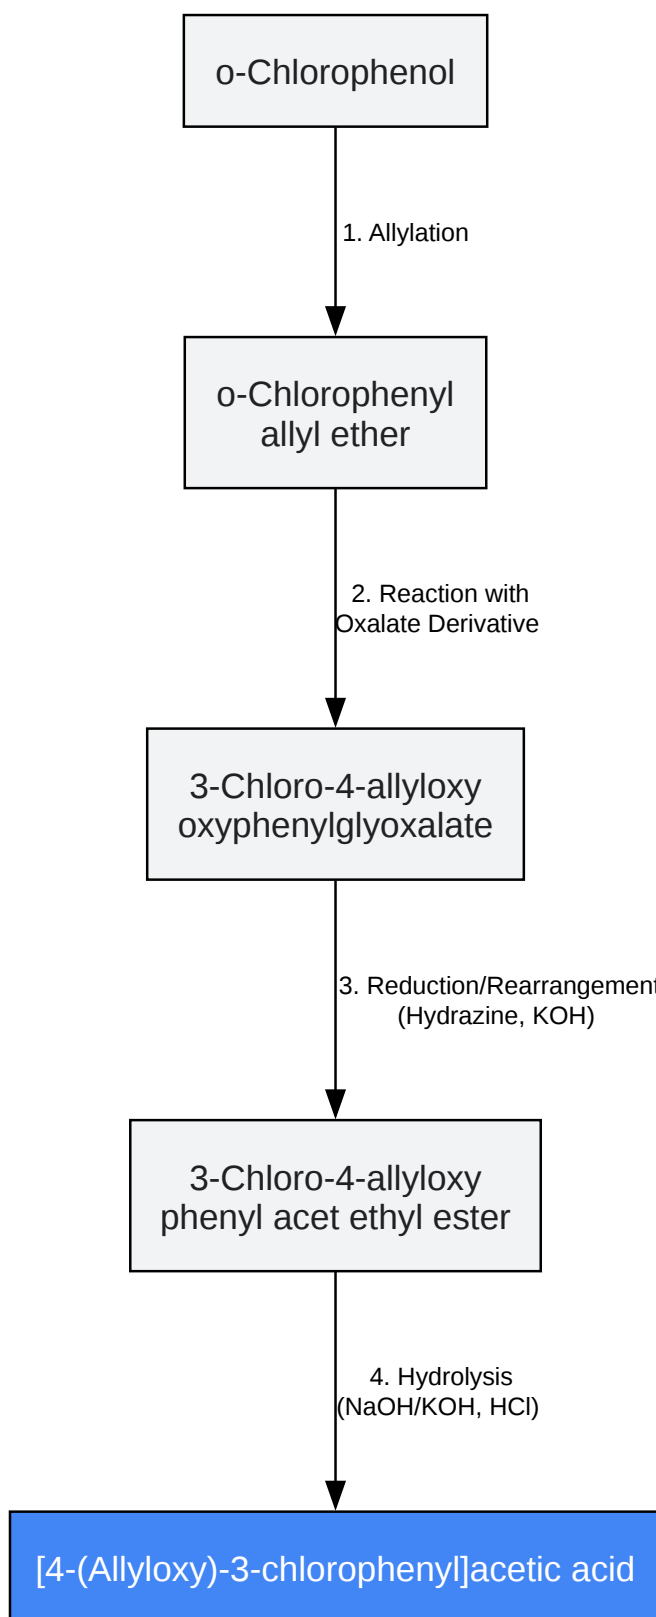 o-Chlorophenol
1. Allylation
o-Chlorophenyl
allyl ether
2. Reaction with
Oxalate Derivative
3-Chloro-4-allyloxy
oxyphenylglyoxalate
3. Reduction/Rearrangement
(Hydrazine, KOH)
3-Chloro-4-allyloxy
phenyl acet ethyl ester
4. Hydrolysis
(NaOH/KOH, HCl)
[4-(Allyloxy)-3-chlorophenyl]acetic acid